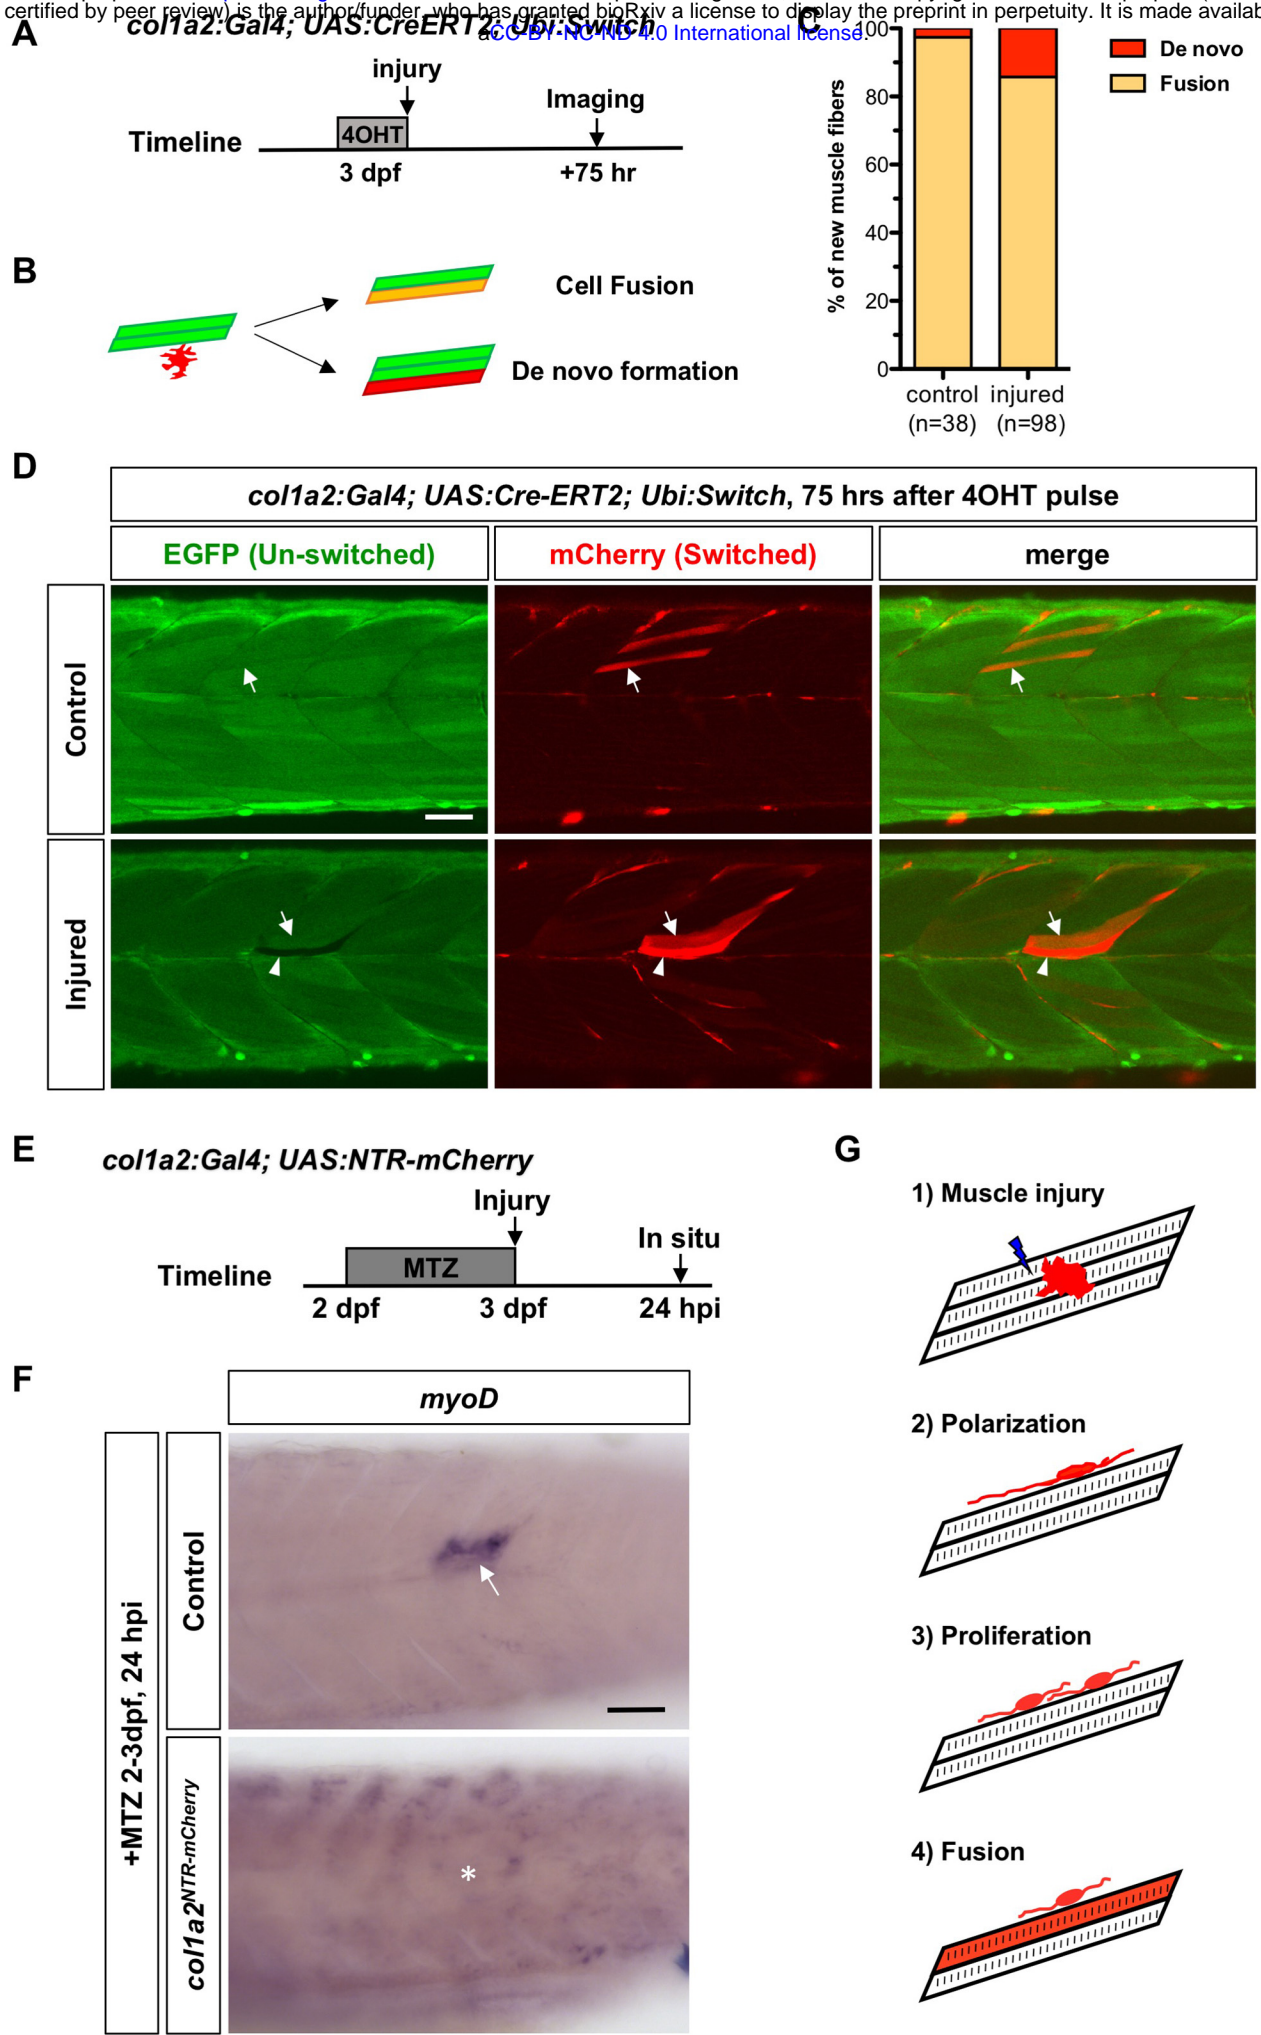 certified by peer review) is the author/funder, who has granted bioRxiv a license to display the preprint in perpetuity. It is made availab
aCC-BY-NC-ND 4.0 International license.
A
col1a2:Gal4; UAS:CreERT2; Ubi:Switch
injury
Imaging
4OHT
Timeline
3 dpf
+75 hr
B
Cell Fusion
De novo formation
C
% of new muscle fibers
100
80
60
40
20
0
control
(n=38)
injured
(n=98)
De novo
Fusion
D
col1a2:Gal4; UAS:Cre-ERT2; Ubi:Switch, 75 hrs after 4OHT pulse
EGFP (Un-switched)
mCherry (Switched)
merge
Control
Injured
E
col1a2:Gal4; UAS:NTR-mCherry
Injury
In situ
MTZ
Timeline
2 dpf
3 dpf
24 hpi
F
myoD
+MTZ 2-3dpf, 24 hpi
Control
col1a2NTR-mCherry
*
G
1) Muscle injury
2) Polarization
3) Proliferation
4) Fusion